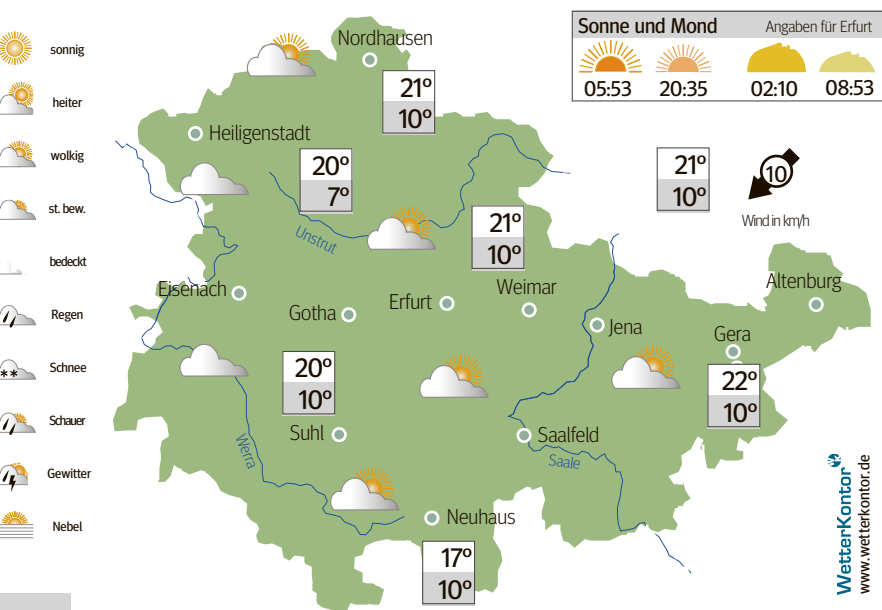 sonnig
heiter
wolkig
st. bew.
bedeckt
Regen
Schnee
Schauer
Gewitter
Nebel
Sonne und Mond Angaben für Erfurt
05:53 20:35 02:10 08:53
Nordhausen
21°
10°
Heiligenstadt
20°
7°
21°
10°
10
Wind in km/h
Unstrut
21°
10°
Eisenach
Gotha
Erfurt
Weimar
Jena
Altenburg
Gera
22°
10°
20°
10°
Suhl
Werra
Saalfeld
Saale
Neuhaus
17°
10°
WetterKontor
www.wetterkontor.de